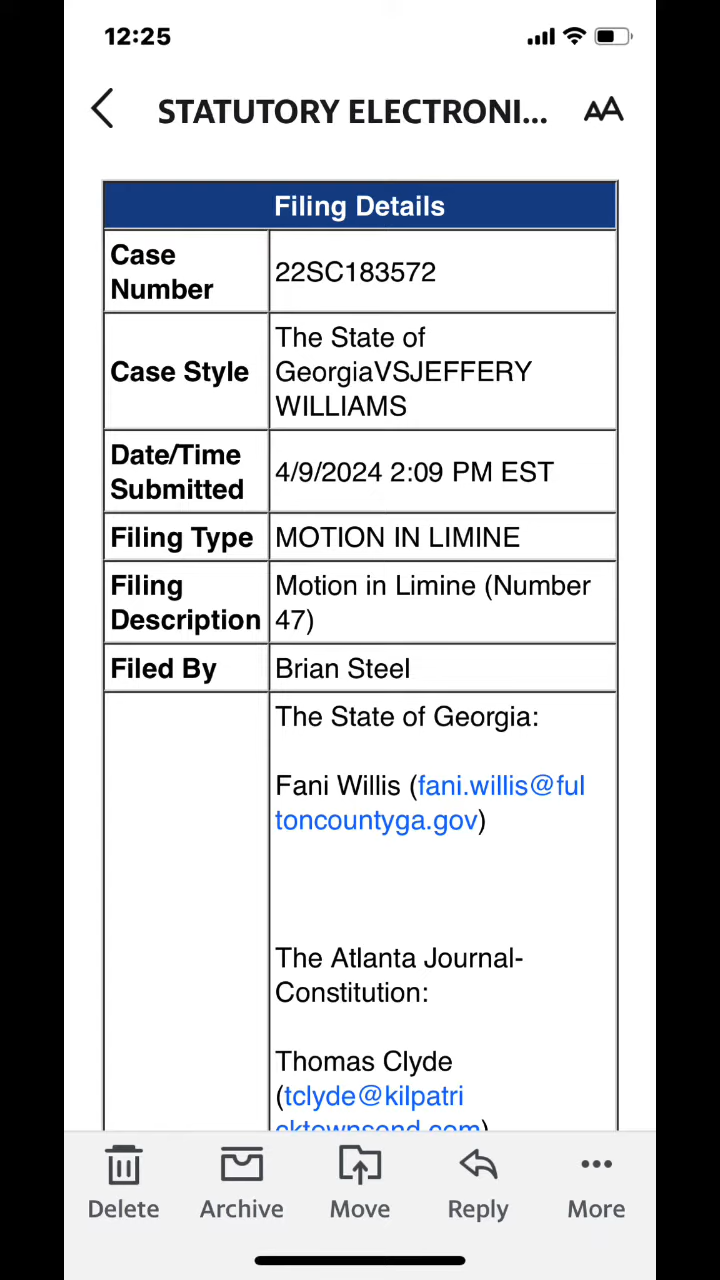 12:25
STATUTORY ELECTRONI...
AA
Filing Details
Case
Number
22SC183572
Case Style
The State of
GeorgiaVSJEFFERY
WILLIAMS
Date/Time
Submitted
4/9/2024 2:09 PM EST
Filing Type
MOTION IN LIMINE
Filing
Description
Motion in Limine (Number
47)
Filed By
Brian Steel
The State of Georgia:
Fani Willis (fani.willis@ful
toncountyga.gov)
The Atlanta Journal-
Constitution:
Thomas Clyde
(tclyde@kilpatri
cktownsend.com)
Delete
Archive
Move
Reply
More